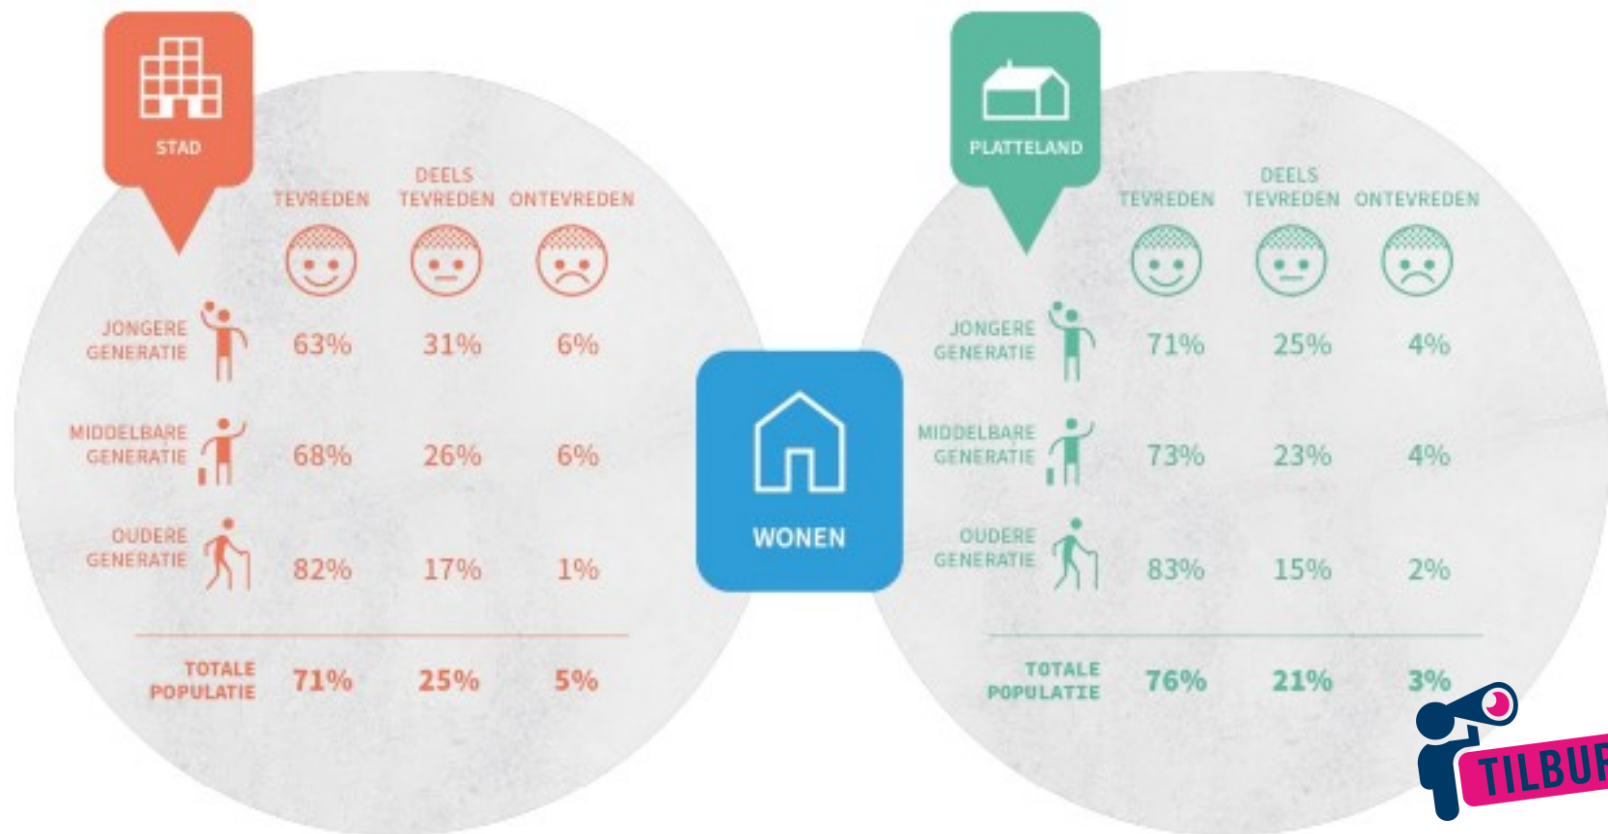 STAD
TEVREDEN
DEELS
TEVREDEN
ONTEVREDEN
JONGERE
GENERATIE
63% 31% 6%
MIDDELBARE
GENERATIE
68% 26% 6%
OUDERE
GENERATIE
82% 17% 1%
TOTALE
POPULATIE
71% 25% 5%
WONEN
PLATTELAND
TEVREDEN
DEELS
TEVREDEN
ONTEVREDEN
JONGERE
GENERATIE
71% 25% 4%
MIDDELBARE
GENERATIE
73% 23% 4%
OUDERE
GENERATIE
83% 15% 2%
TOTALE
POPULATIE
76% 21% 3%